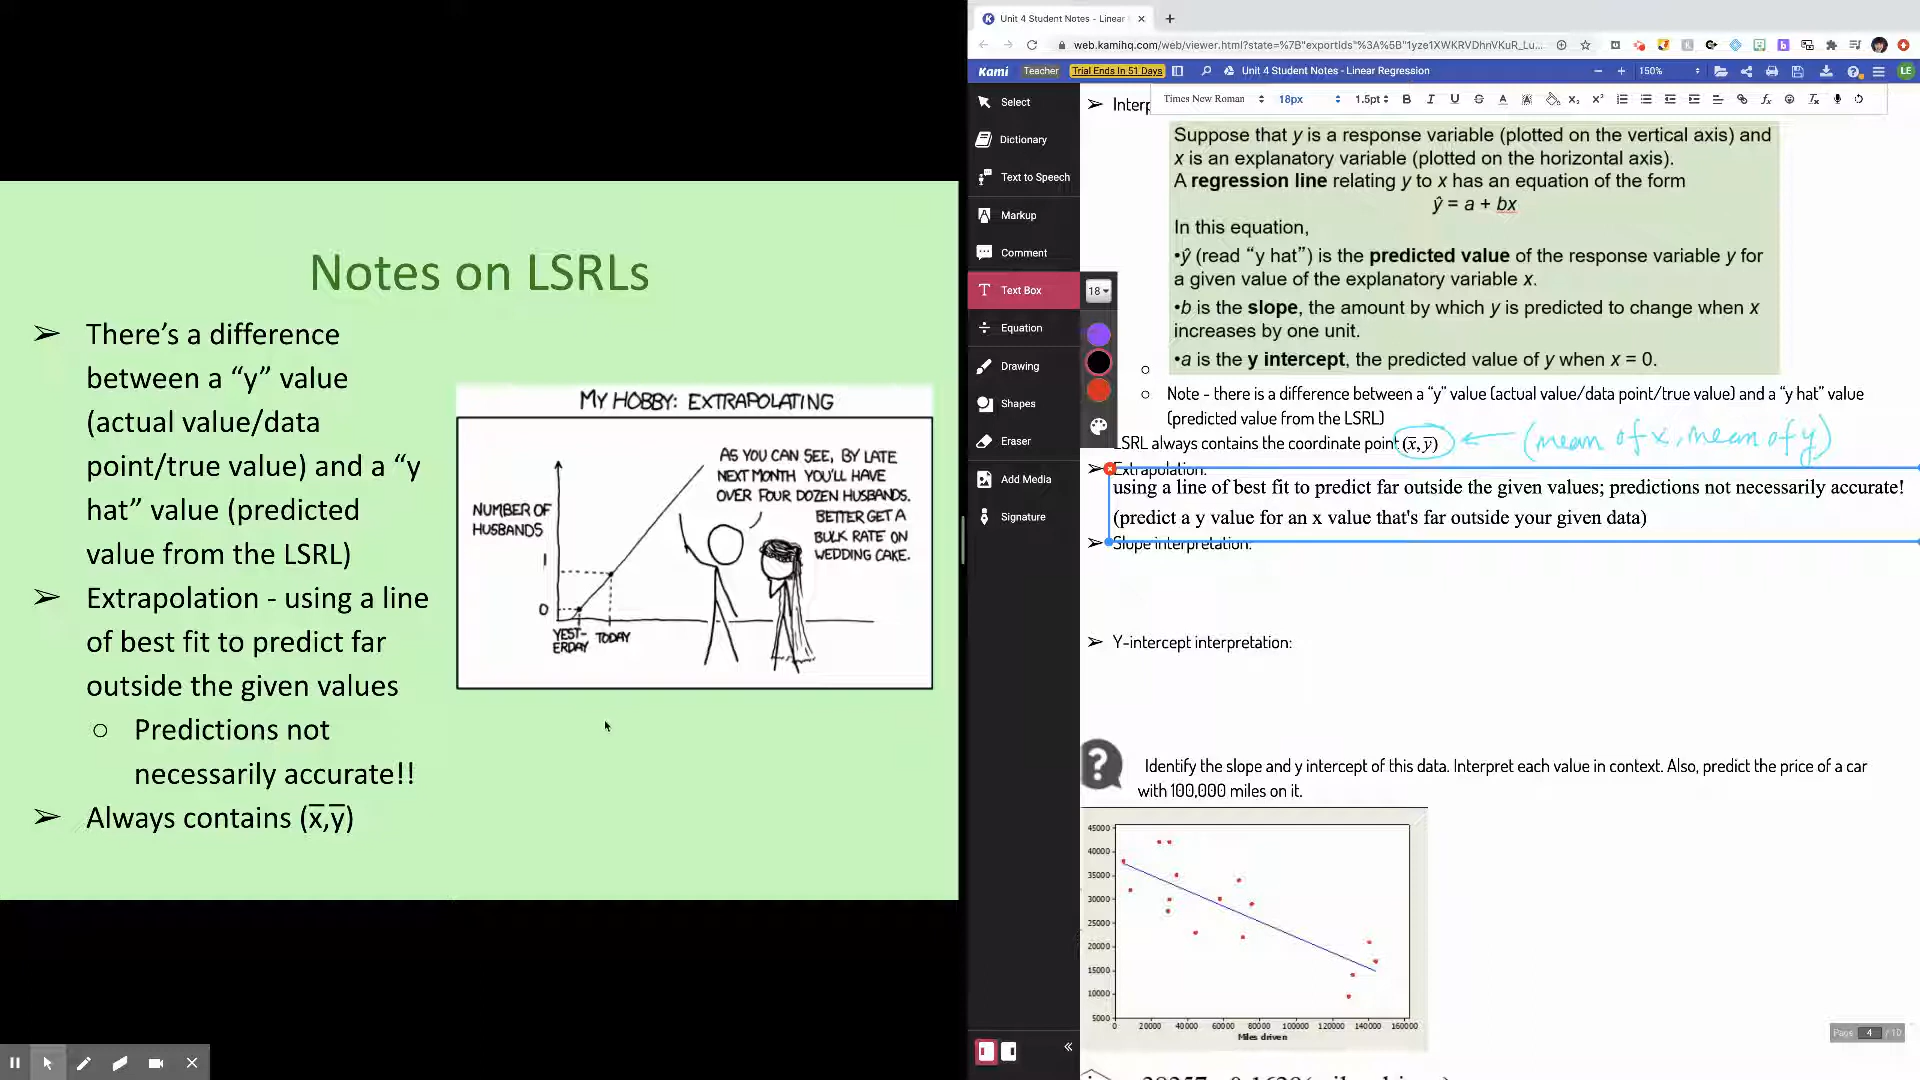 Notes on LSRLs
➢ There's a difference
between a “y” value
(actual value/data
point/true value) and a “y
hat” value (predicted
value from the LSRL)
➢ Extrapolation - using a line
of best fit to predict far
outside the given values
○ Predictions not
necessarily accurate!!
➢ Always contains (x̅,y̅)
MY HOBBY: EXTRAPOLATING
AS YOU CAN SEE, BY LATE
NEXT MONTH YOU'LL HAVE
OVER FOUR DOZEN HUSBANDS.
BETTER GET A
BULK RATE ON
WEDDING CAKE.
NUMBER OF
HUSBANDS
1
0
YEST-
ERDAY
TODAY
Unit 4 Student Notes - Linear
web.kamihq.com/web/viewer.html?state=%7B"exportIds"%3A%5B"1yze1XWKRVDhnVKuR_Lu...
Kami
Teacher
Trial Ends In 51 Days
Unit 4 Student Notes - Linear Regression
150%
LE
Select
Dictionary
Text to Speech
Markup
Comment
Text Box
Equation
Drawing
Shapes
Eraser
Add Media
Signature
18
Times New Roman
18px
1.5pt
➢ Interp
Suppose that y is a response variable (plotted on the vertical axis) and
x is an explanatory variable (plotted on the horizontal axis).
A regression line relating y to x has an equation of the form
ŷ = a + bx
In this equation,
•ŷ (read “y hat”) is the predicted value of the response variable y for
a given value of the explanatory variable x.
•b is the slope, the amount by which y is predicted to change when x
increases by one unit.
•a is the y intercept, the predicted value of y when x = 0.
○ Note - there is a difference between a “y” value (actual value/data point/true value) and a “y hat” value
(predicted value from the LSRL)
LSRL always contains the coordinate point (x̅, y̅)
(mean of x, mean of y)
➢ Extrapolation:
using a line of best fit to predict far outside the given values; predictions not necessarily accurate!
(predict a y value for an x value that's far outside your given data)
➢ Slope interpretation:
➢ Y-intercept interpretation:
Identify the slope and y intercept of this data. Interpret each value in context. Also, predict the price of a car
with 100,000 miles on it.
45000
40000
35000
30000
25000
20000
15000
10000
5000
0 20000 40000 60000 80000 100000 120000 140000 160000
Miles driven
Page 4 / 10